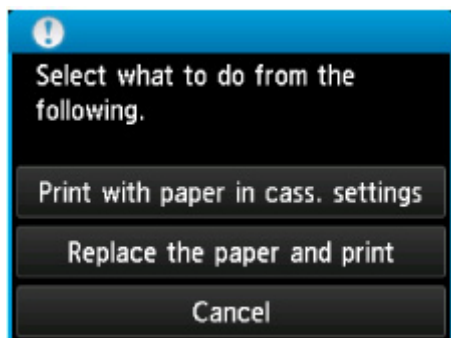 Select what to do from the
following.
Print with paper in cass. settings
Replace the paper and print
Cancel